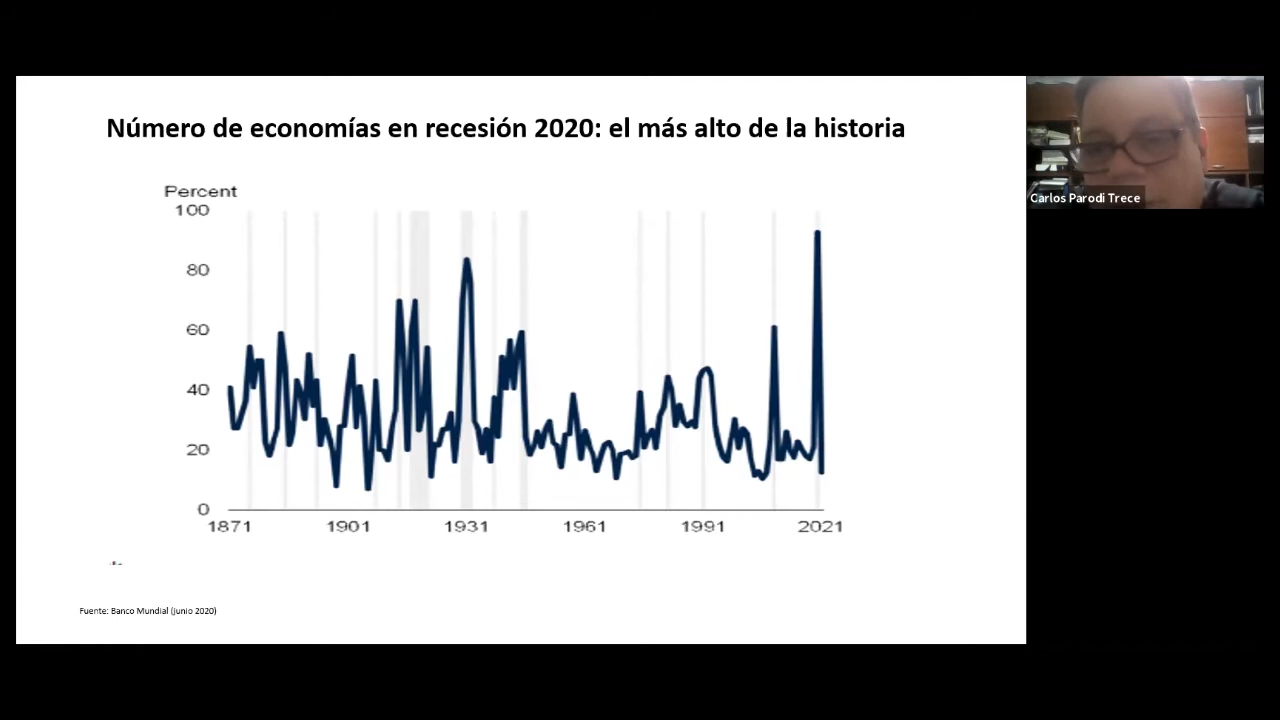 Número de economías en recesión 2020: el más alto de la historia
Percent
100
80
60
40
20
0
1871 1901 1931 1961 1991 2021
Fuente: Banco Mundial (junio 2020)
Carlos Parodi Trece